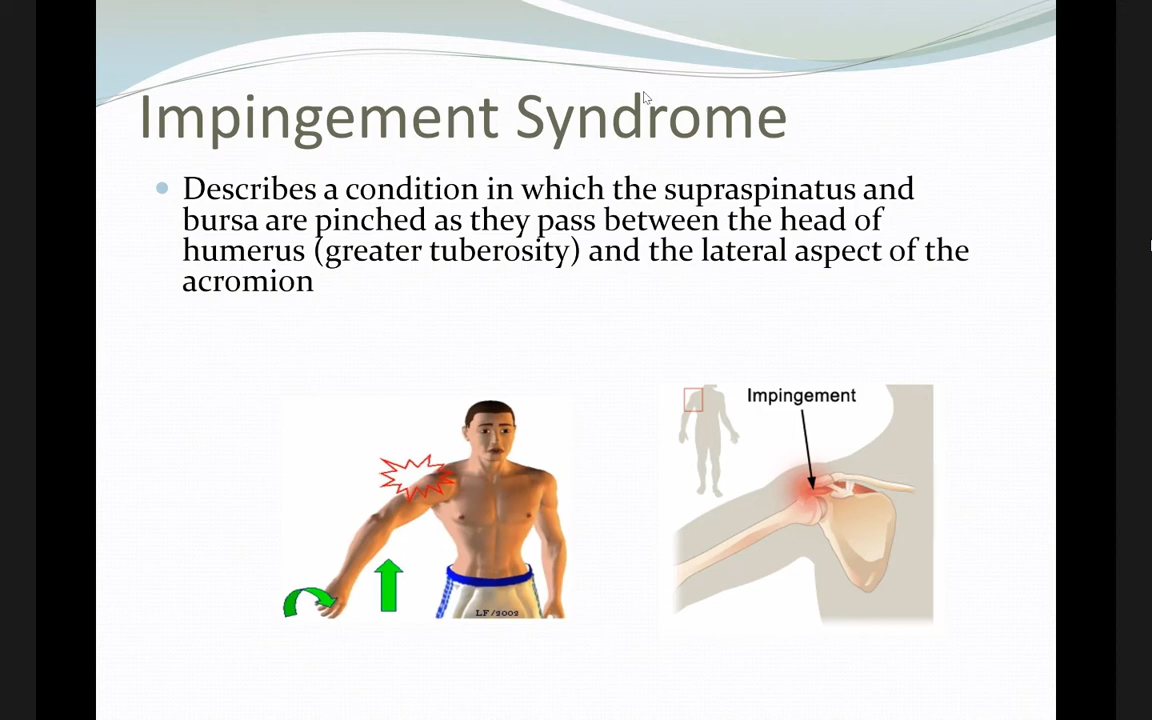 Impingement Syndrome
Describes a condition in which the supraspinatus and
bursa are pinched as they pass between the head of
humerus (greater tuberosity) and the lateral aspect of the
acromion
Impingement
LF/2002